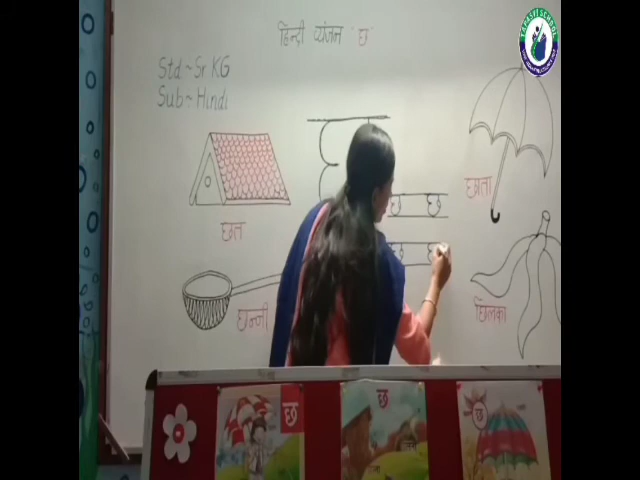 हिन्दी व्यंजन छ
Std~ Sr KG
Sub~ Hindi
छत
छाता
छ छ
छ छ
छन्नी
छिलका
छ
छ
छ